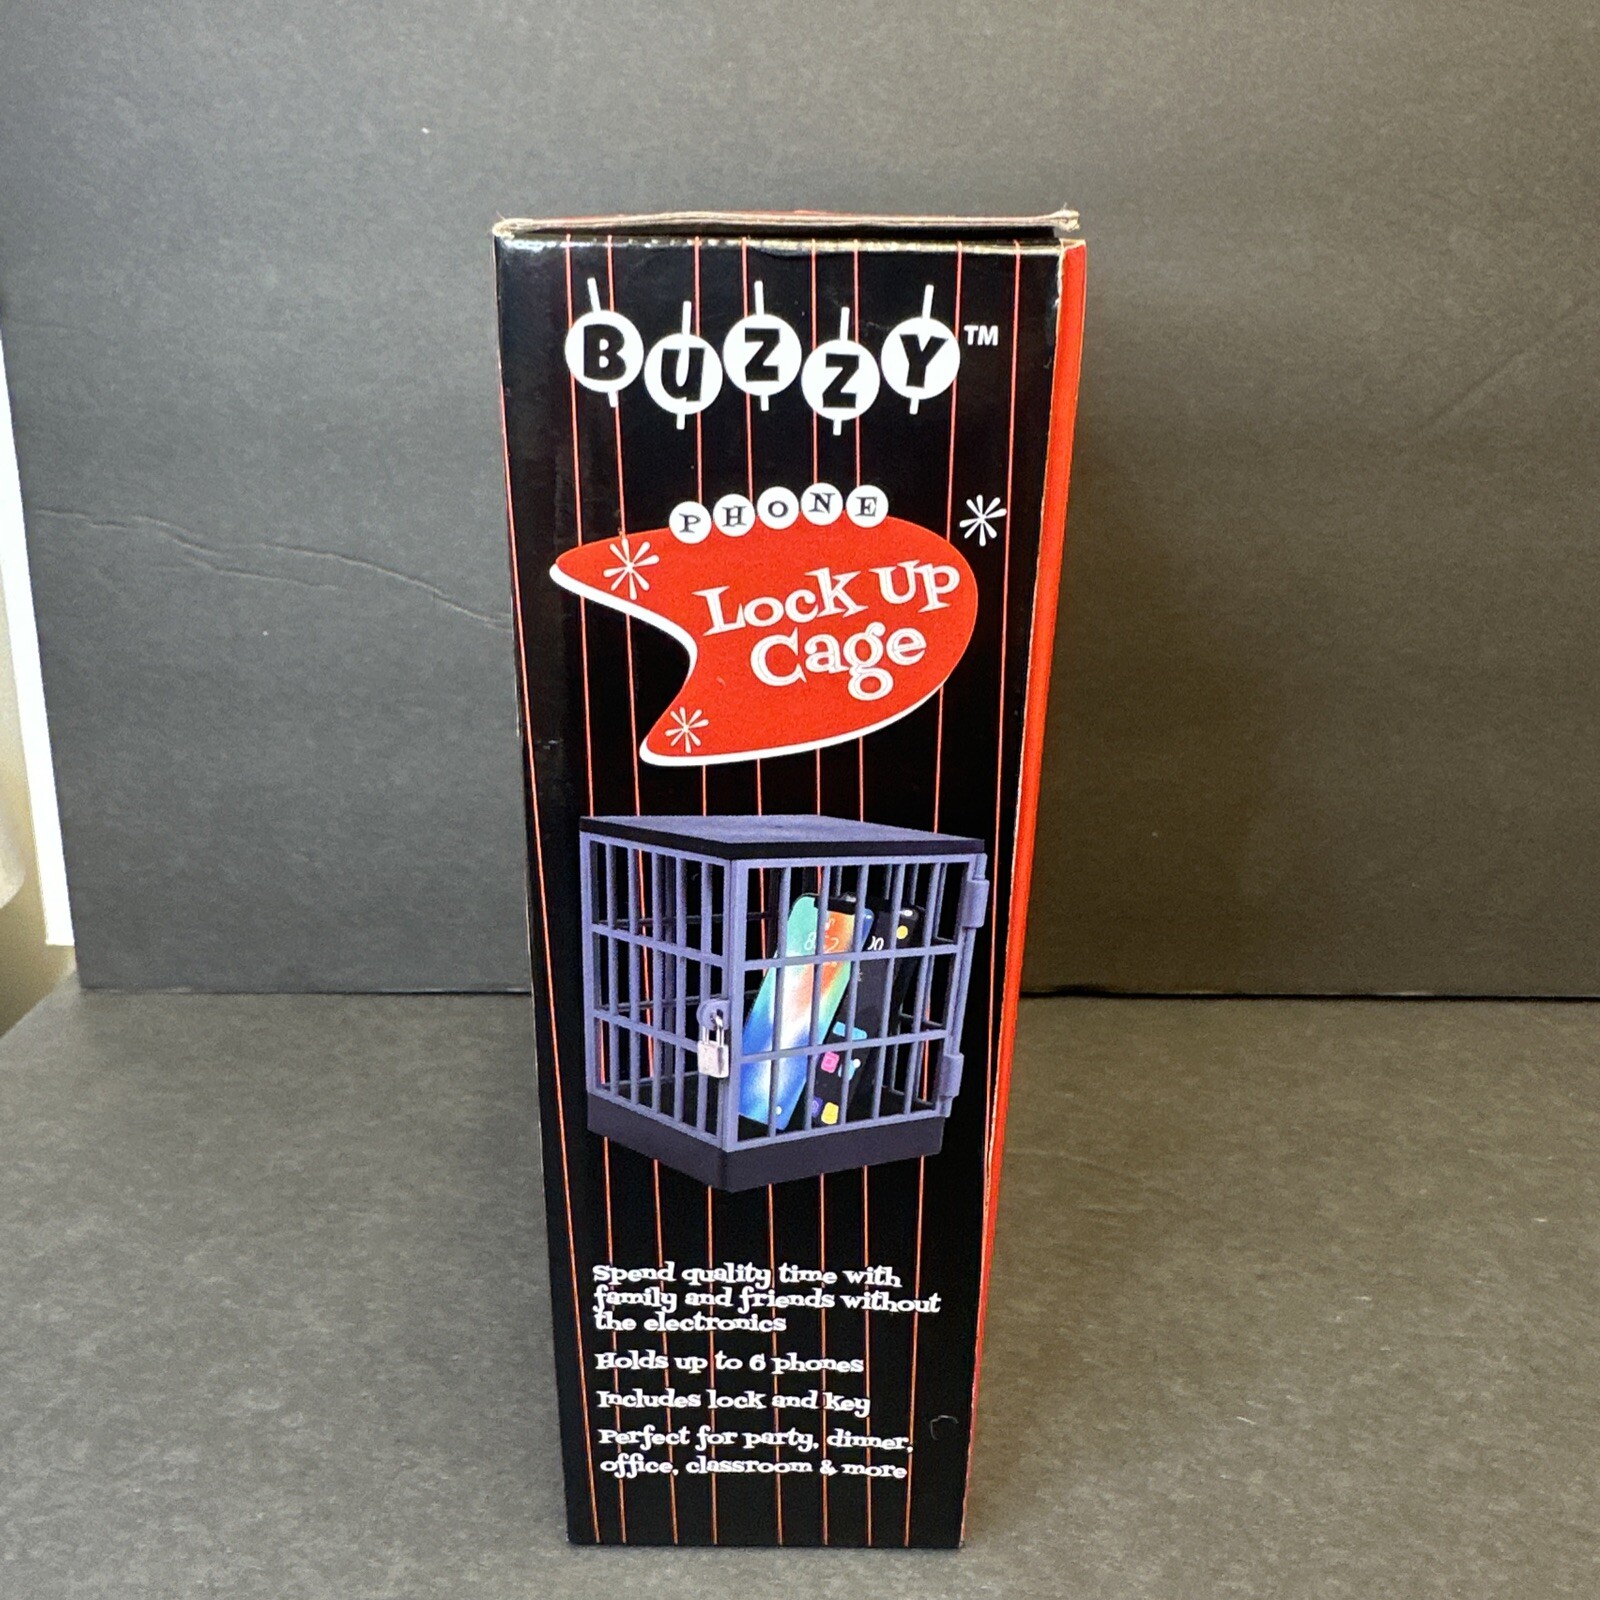 BUZZY™
PHONE
Lock Up
Cage
Spend quality time with
family and friends without
the electronics
Holds up to 6 phones
Includes lock and key
Perfect for party, dinner,
office, classroom & more